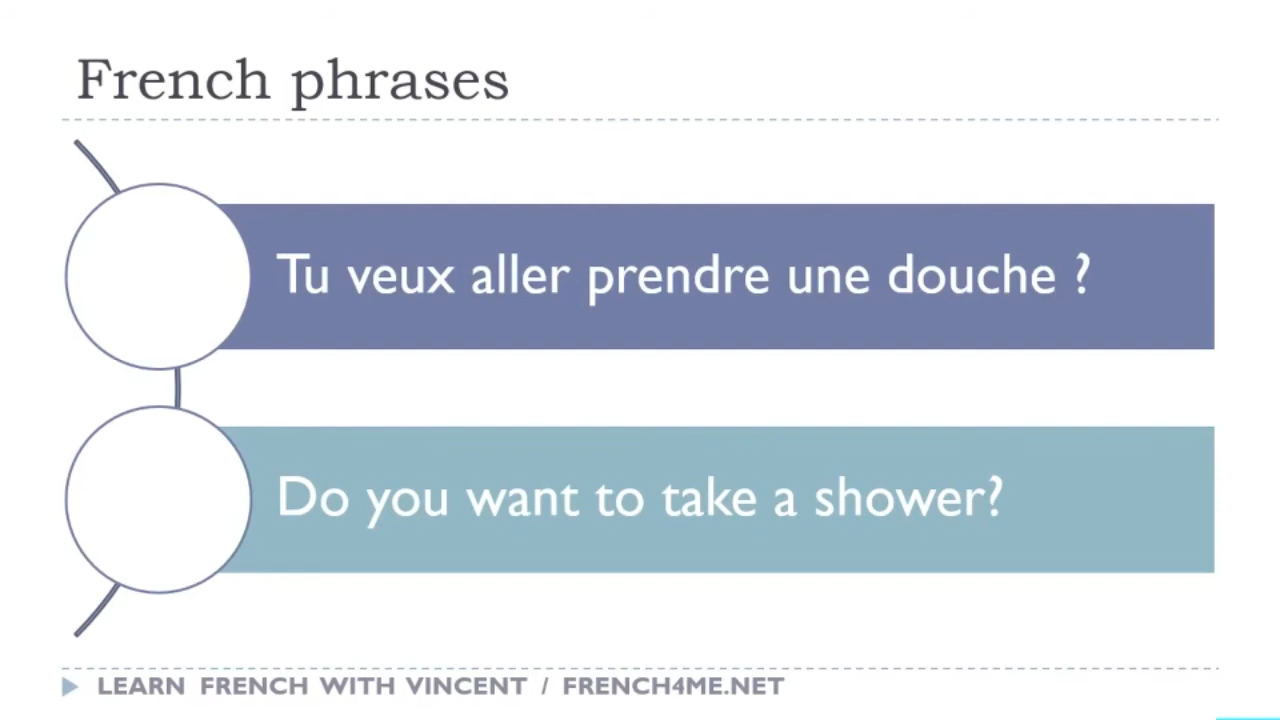 French phrases
Tu veux aller prendre une douche ?
Do you want to take a shower?
LEARN FRENCH WITH VINCENT / FRENCH4ME.NET